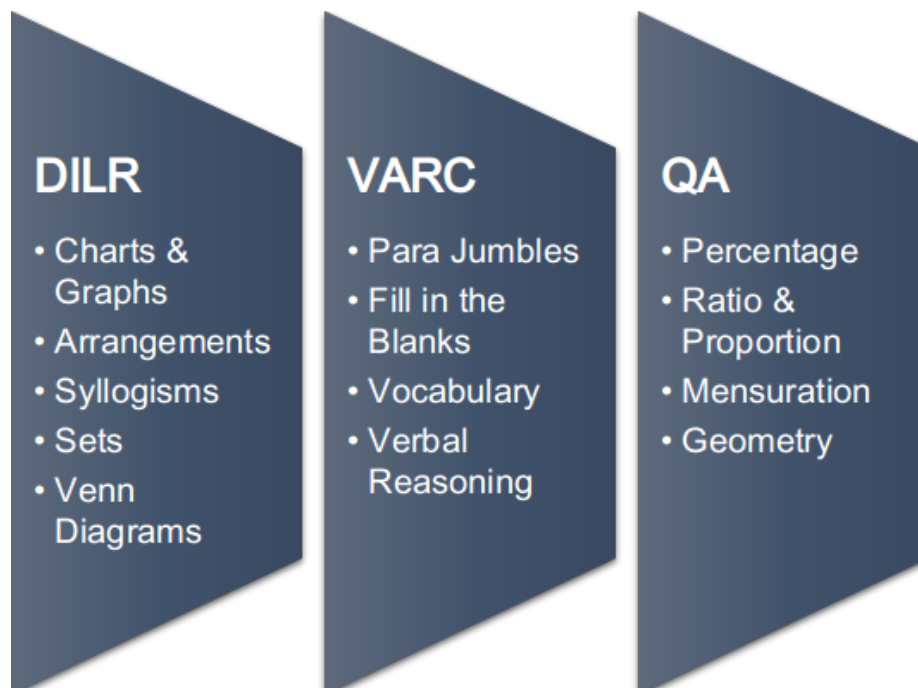 DILR
• Charts &
Graphs
• Arrangements
• Syllogisms
• Sets
• Venn
Diagrams
VARC
• Para Jumbles
• Fill in the
Blanks
• Vocabulary
• Verbal
Reasoning
QA
• Percentage
• Ratio &
Proportion
• Mensuration
• Geometry